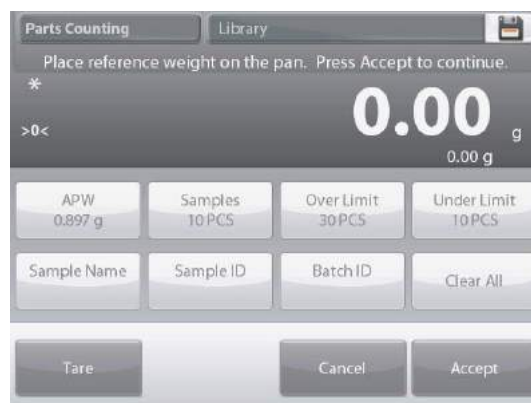 Parts Counting Library
Place reference weight on the pan. Press Accept to continue.
*
0.00 g
>0<
0.00 g
APW Samples Over Limit Under Limit
0.897 g 10 PCS 30 PCS 10 PCS
Sample Name Sample ID Batch ID Clear All
Tare Cancel Accept